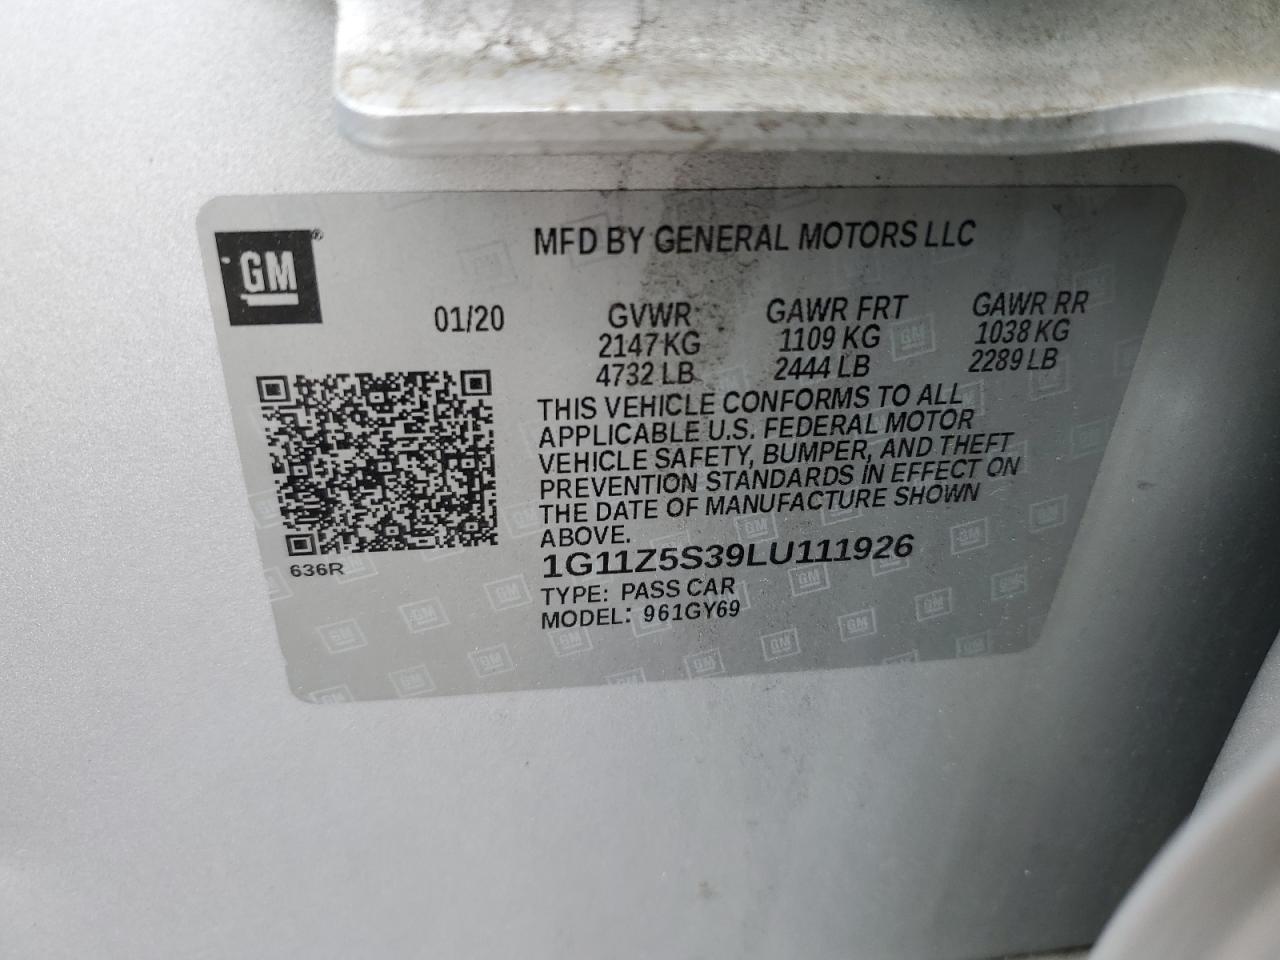 GM®
MFD BY GENERAL MOTORS LLC
01/20 GVWR GAWR FRT GAWR RR
2147 KG 1109 KG 1038 KG
4732 LB 2444 LB 2289 LB
THIS VEHICLE CONFORMS TO ALL
APPLICABLE U.S. FEDERAL MOTOR
VEHICLE SAFETY, BUMPER, AND THEFT
PREVENTION STANDARDS IN EFFECT ON
THE DATE OF MANUFACTURE SHOWN
ABOVE.
1G11Z5S39LU111926
TYPE: PASS CAR
MODEL: 961GY69
636R